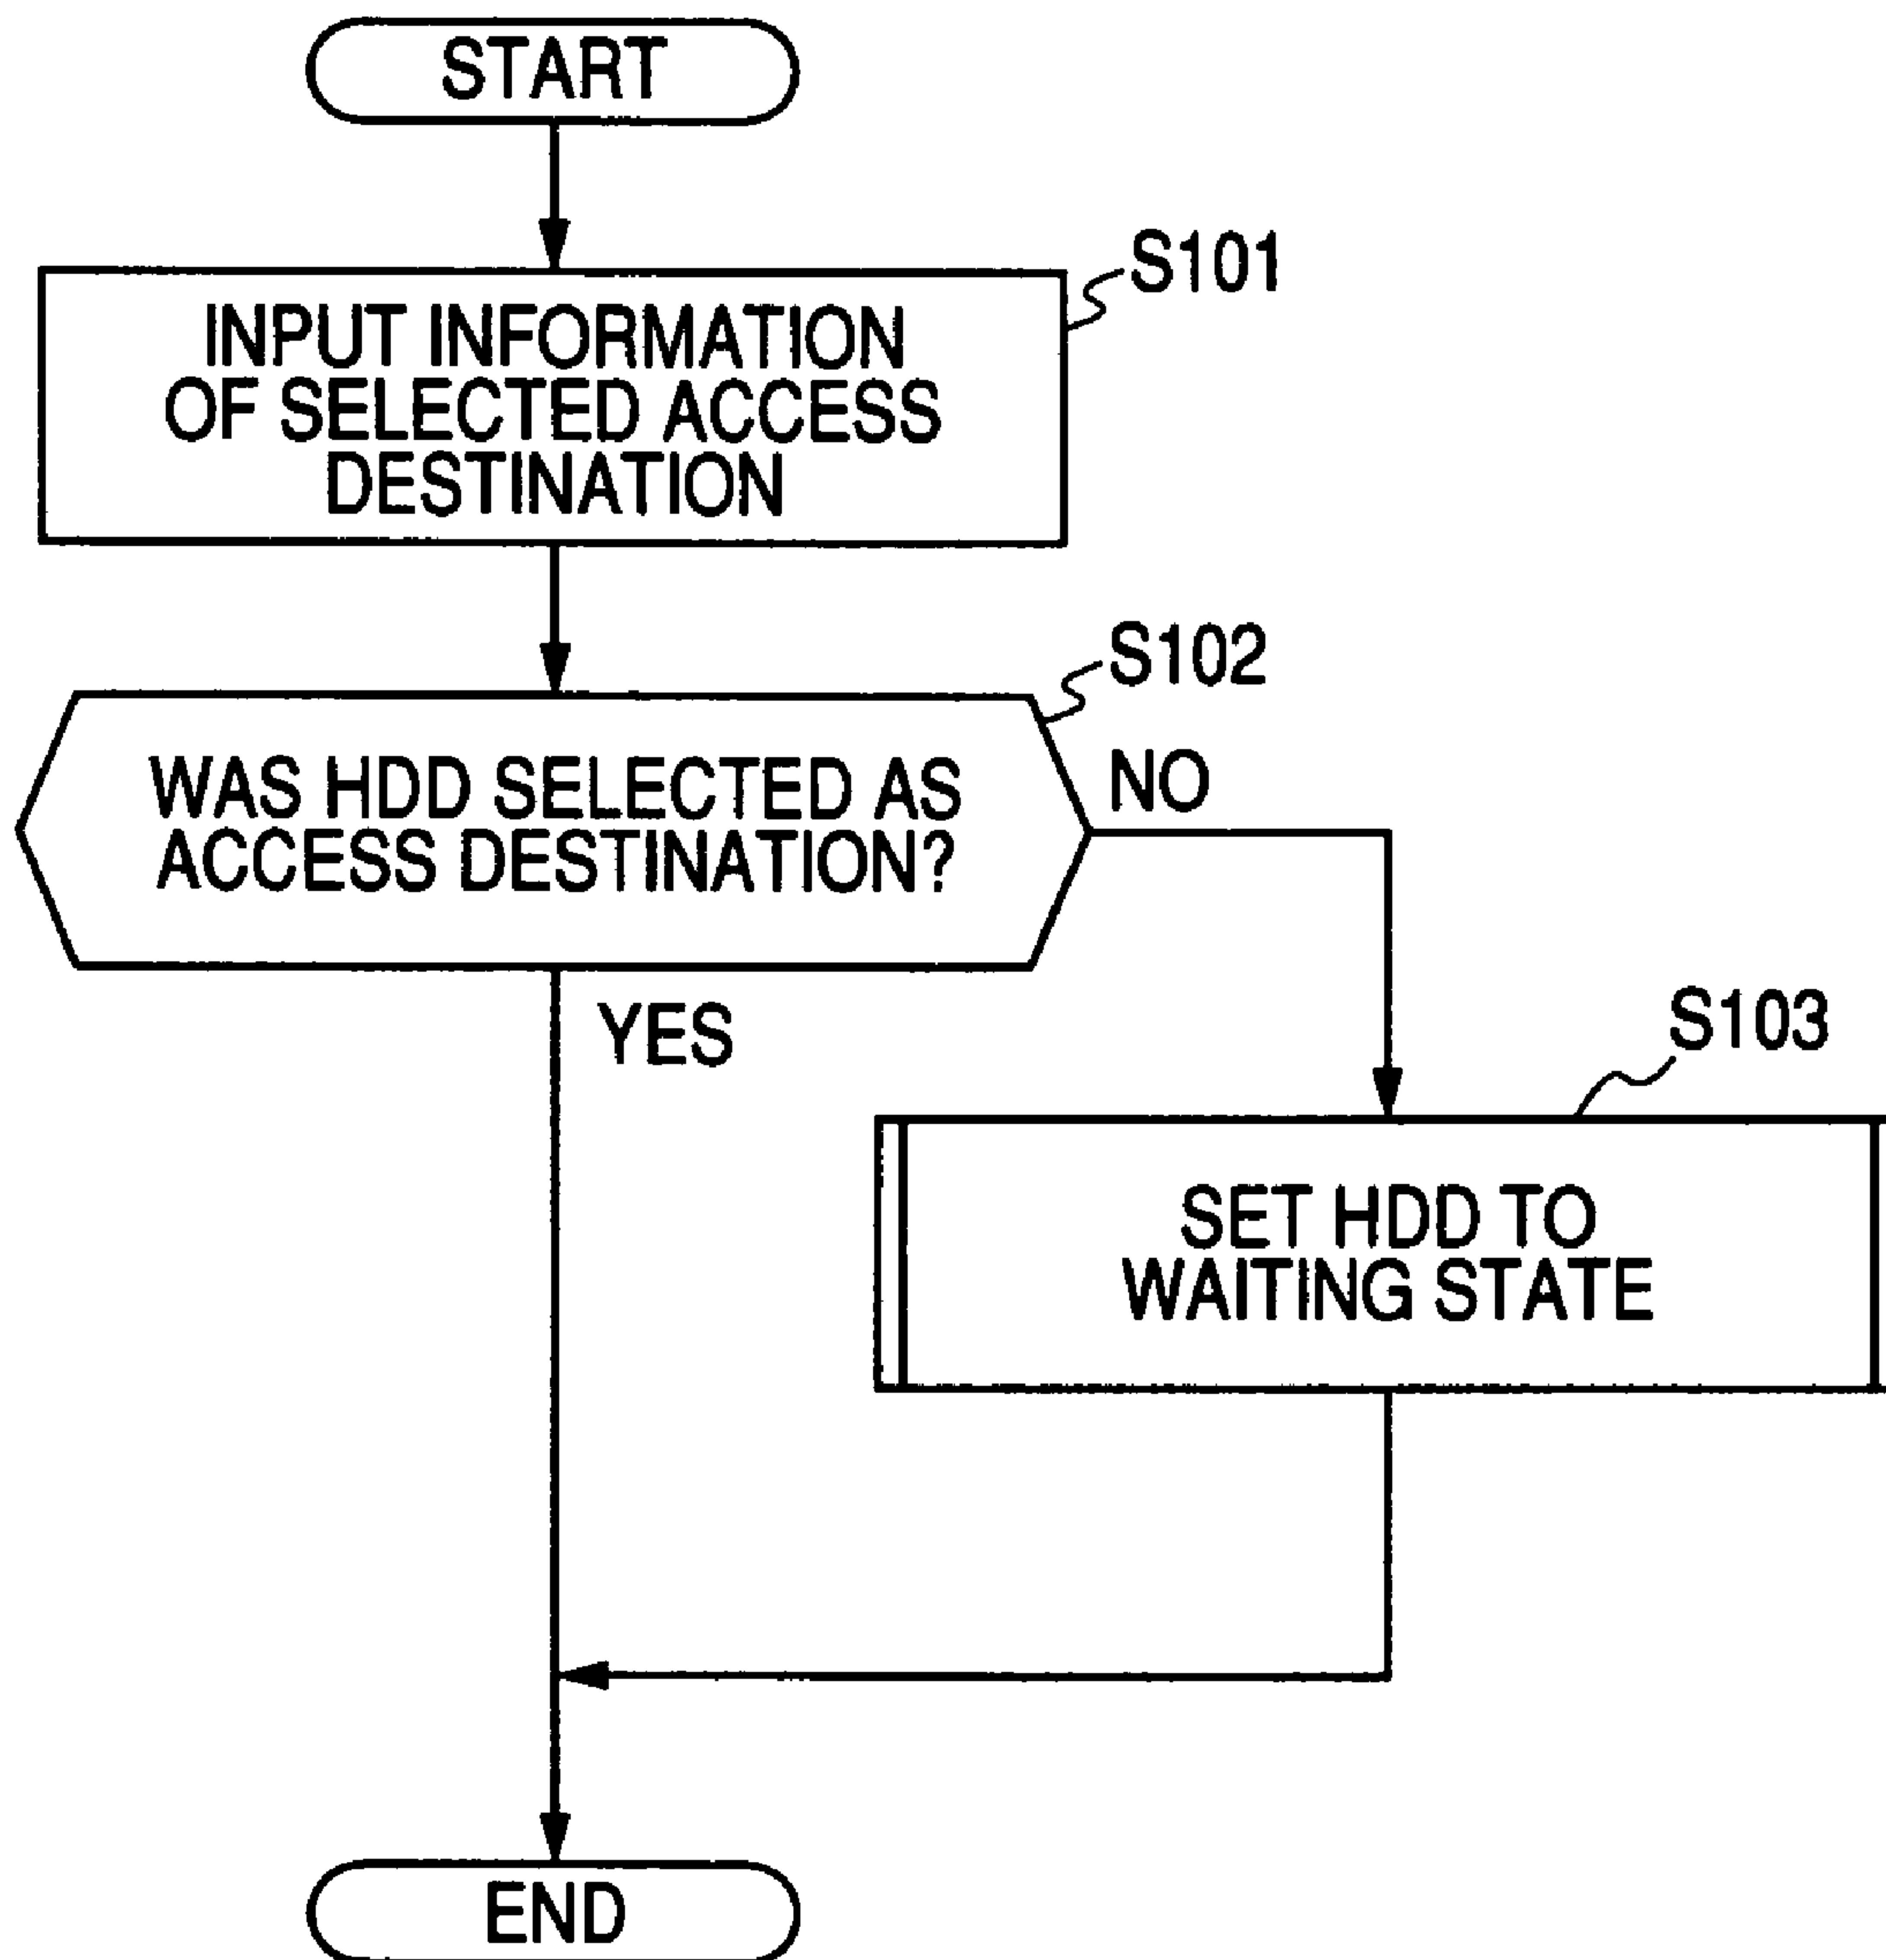 START
S101
INPUT INFORMATION
OF SELECTED ACCESS
DESTINATION
S102
WAS HDD SELECTED AS
ACCESS DESTINATION?
NO
YES
S103
SET HDD TO
WAITING STATE
END